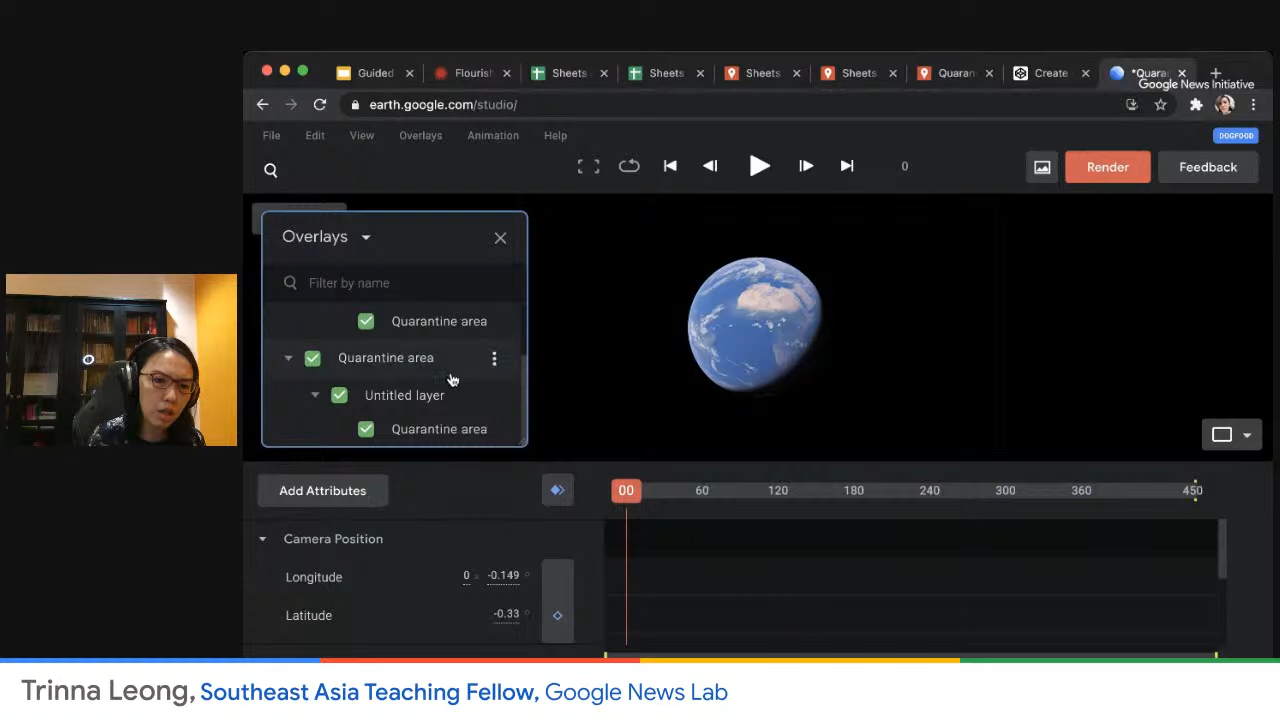 Guided
Flourish
Sheets
Sheets
Sheets
Sheets
Quaran
Create
*Quara
Google News Initiative
earth.google.com/studio/
File Edit View Overlays Animation Help
DOGFOOD
0
Render
Feedback
Overlays
Filter by name
Quarantine area
Quarantine area
Untitled layer
Quarantine area
Add Attributes
00 60 120 180 240 300 360 450
Camera Position
Longitude 0 x -0.149 °
Latitude -0.33 °
Trinna Leong, Southeast Asia Teaching Fellow, Google News Lab